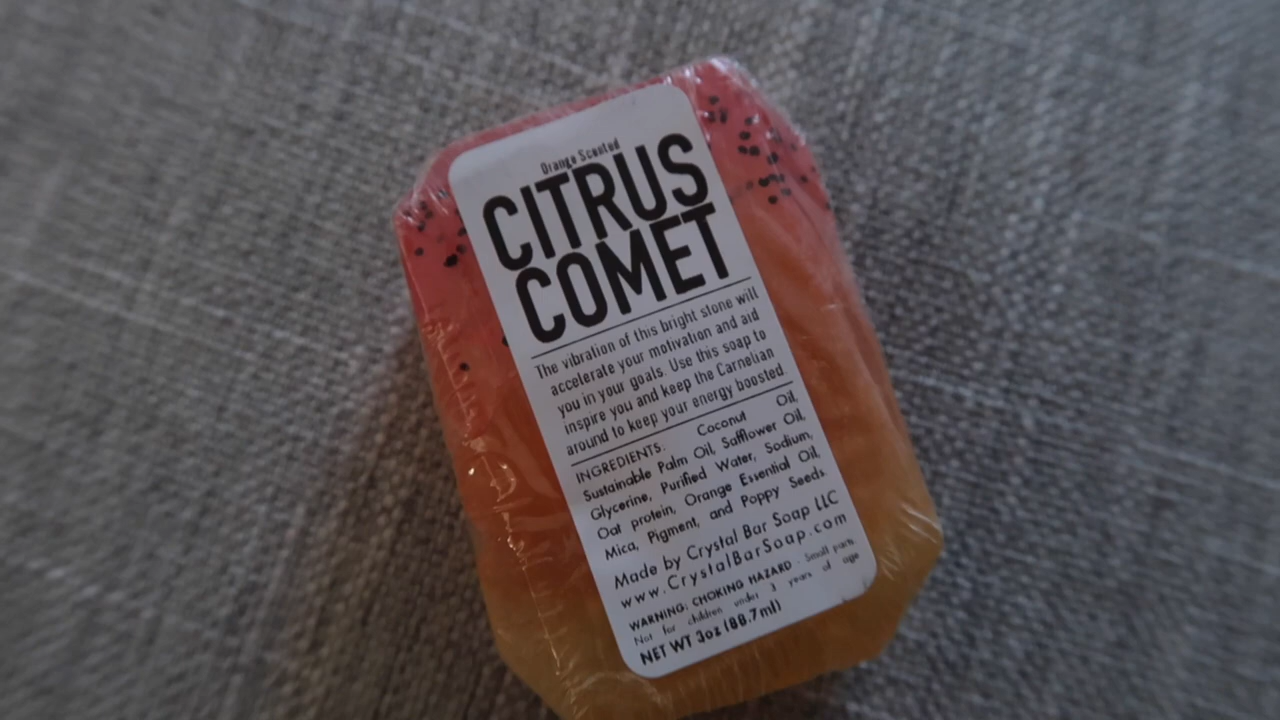 Orange Scented
CITRUS
COMET
The vibration of this bright stone will
accelerate your motivation and aid
you in your goals. Use this soap to
inspire you and keep the Carnelian
around to keep your energy boosted.
INGREDIENTS: Coconut Oil,
Sustainable Palm Oil, Safflower Oil,
Glycerine, Purified Water, Sodium,
Oat protein, Orange Essential Oil,
Mica, Pigment, and Poppy Seeds.
Made by Crystal Bar Soap LLC
www.CrystalBarSoap.com
WARNING: CHOKING HAZARD - Small parts.
Not for children under 3 years of age
NET WT 3oz (88.7ml)